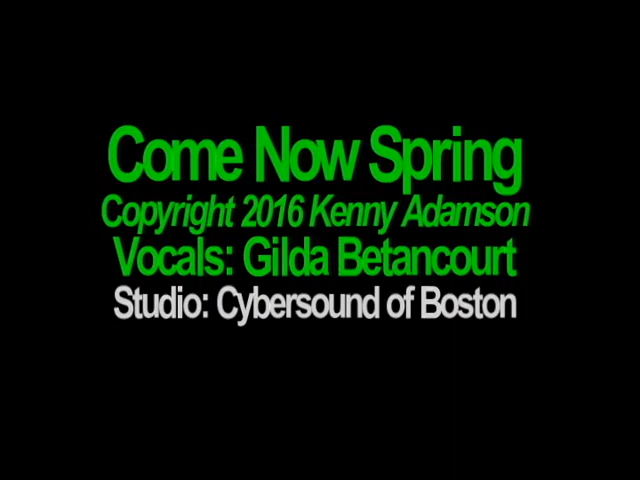 Come Now Spring
Copyright 2016 Kenny Adamson
Vocals: Gilda Betancourt
Studio: Cybersound of Boston